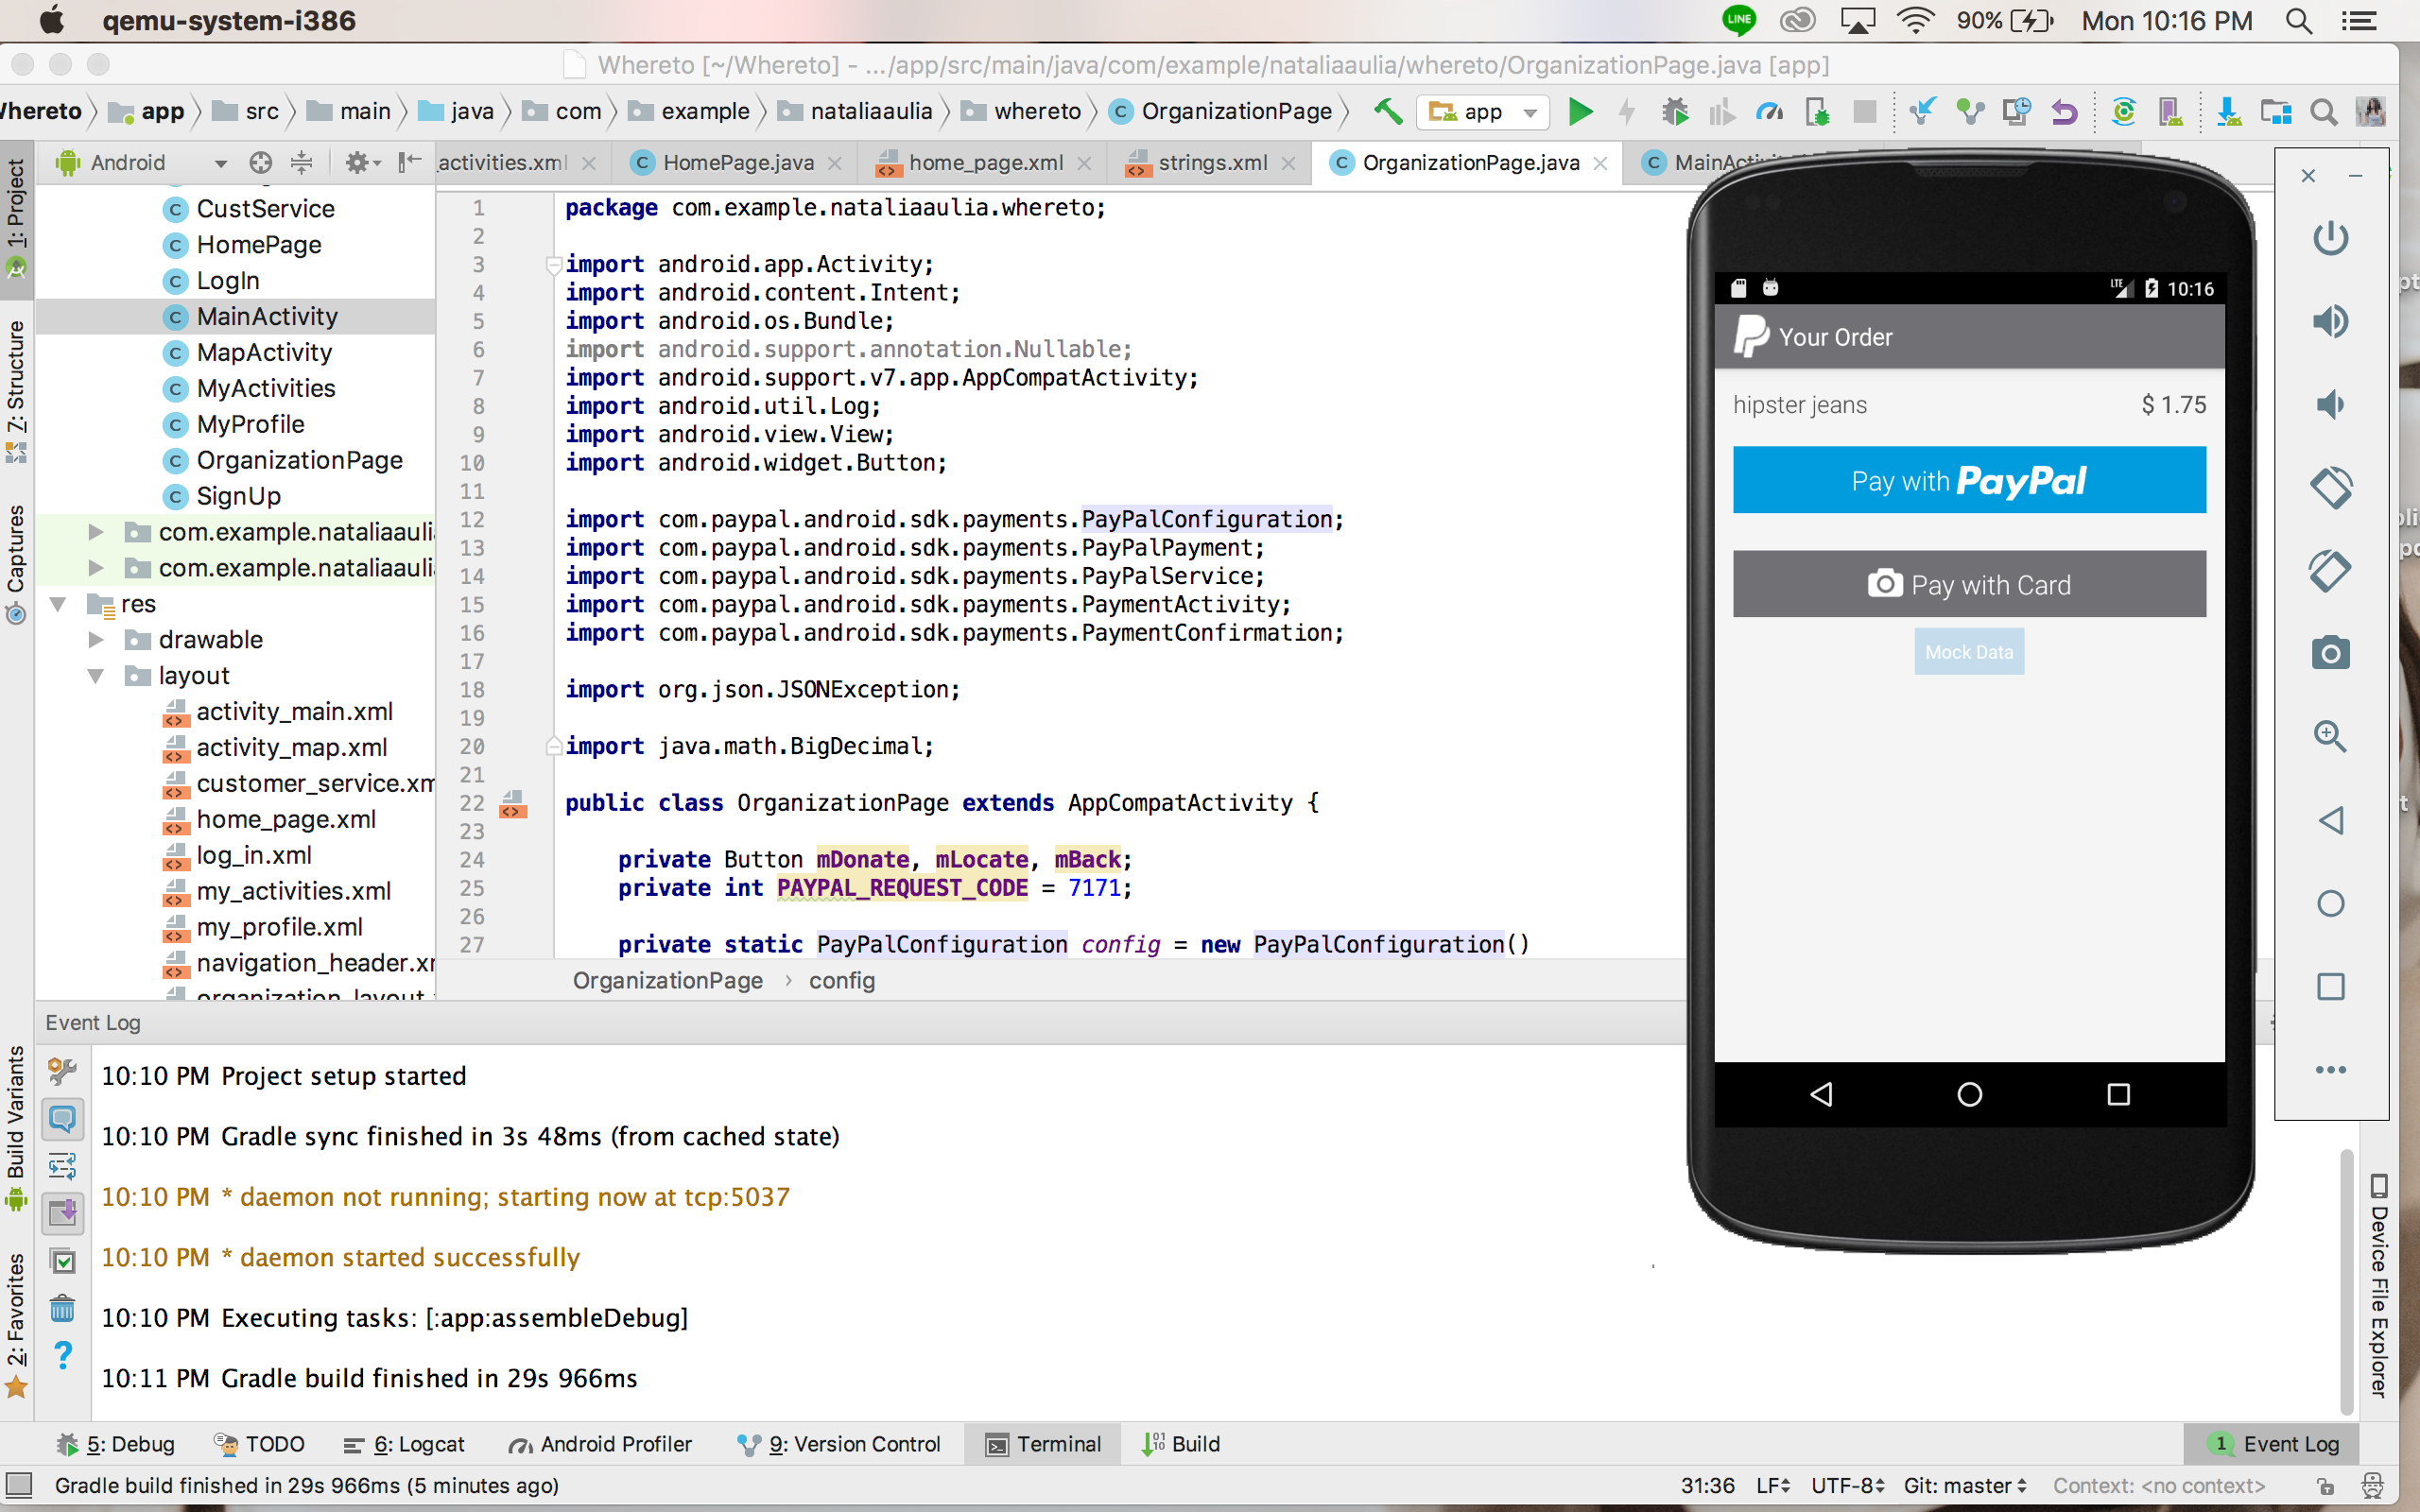 qemu-system-i386
LINE
90%
Mon 10:16 PM
Whereto [~/Whereto] - .../app/src/main/java/com/example/nataliaaulia/whereto/OrganizationPage.java [app]
Whereto app src main java com example nataliaaulia whereto OrganizationPage app
Android
_activities.xml HomePage.java home_page.xml strings.xml OrganizationPage.java
1: Project
7: Structure
Captures
Build Variants
2: Favorites
CustService
HomePage
LogIn
MainActivity
MapActivity
MyActivities
MyProfile
OrganizationPage
SignUp
com.example.nataliaauli
com.example.nataliaauli
res
drawable
layout
activity_main.xml
activity_map.xml
customer_service.xm
home_page.xml
log_in.xml
my_activities.xml
my_profile.xml
navigation_header.x
organization_layout
1 package com.example.nataliaaulia.whereto;
2
3 import android.app.Activity;
4 import android.content.Intent;
5 import android.os.Bundle;
6 import android.support.annotation.Nullable;
7 import android.support.v7.app.AppCompatActivity;
8 import android.util.Log;
9 import android.view.View;
10 import android.widget.Button;
11
12 import com.paypal.android.sdk.payments.PayPalConfiguration;
13 import com.paypal.android.sdk.payments.PayPalPayment;
14 import com.paypal.android.sdk.payments.PayPalService;
15 import com.paypal.android.sdk.payments.PaymentActivity;
16 import com.paypal.android.sdk.payments.PaymentConfirmation;
17
18 import org.json.JSONException;
19
20 import java.math.BigDecimal;
21
22 public class OrganizationPage extends AppCompatActivity {
23
24 private Button mDonate, mLocate, mBack;
25 private int PAYPAL_REQUEST_CODE = 7171;
26
27 private static PayPalConfiguration config = new PayPalConfiguration()
OrganizationPage › config
LTE 10:16
Your Order
hipster jeans $ 1.75
Pay with PayPal
Pay with Card
Mock Data
Event Log
10:10 PM Project setup started
10:10 PM Gradle sync finished in 3s 48ms (from cached state)
10:10 PM * daemon not running; starting now at tcp:5037
10:10 PM * daemon started successfully
10:10 PM Executing tasks: [:app:assembleDebug]
10:11 PM Gradle build finished in 29s 966ms
Device File Explorer
5: Debug TODO 6: Logcat Android Profiler 9: Version Control Terminal Build 1 Event Log
Gradle build finished in 29s 966ms (5 minutes ago) 31:36 LF UTF-8 Git: master Context: <no context>